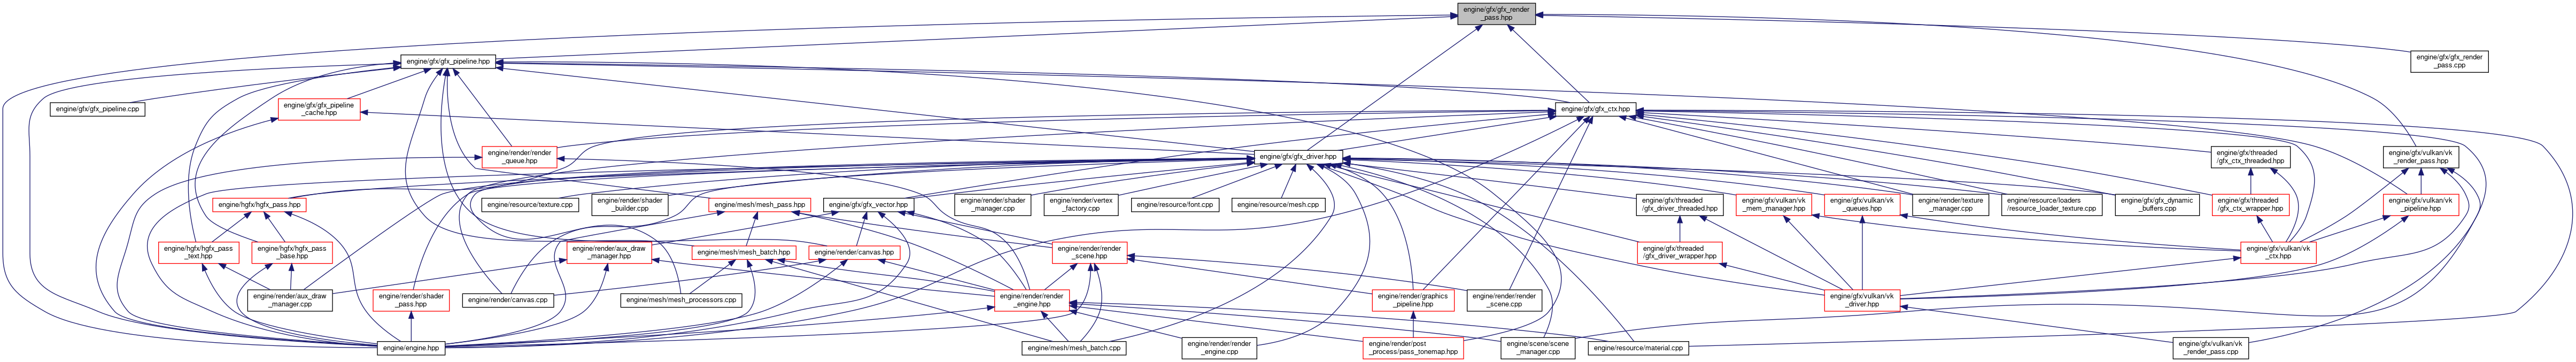 engine/gfx/gfx_render
_pass.hpp
engine/gfx/gfx_pipeline.hpp
engine/gfx/gfx_render
_pass.cpp
engine/gfx/gfx_pipeline.cpp
engine/gfx/gfx_pipeline
_cache.hpp
engine/gfx/gfx_ctx.hpp
engine/render/render
_queue.hpp
engine/gfx/gfx_driver.hpp
engine/gfx/threaded
/gfx_ctx_threaded.hpp
engine/gfx/vulkan/vk
_render_pass.hpp
engine/hgfx/hgfx_pass.hpp
engine/resource/texture.cpp
engine/render/shader
_builder.cpp
engine/mesh/mesh_pass.hpp
engine/gfx/gfx_vector.hpp
engine/render/shader
_manager.cpp
engine/render/vertex
_factory.cpp
engine/resource/font.cpp
engine/resource/mesh.cpp
engine/gfx/threaded
/gfx_driver_threaded.hpp
engine/gfx/vulkan/vk
_mem_manager.hpp
engine/gfx/vulkan/vk
_queues.hpp
engine/render/texture
_manager.cpp
engine/resource/loaders
/resource_loader_texture.cpp
engine/gfx/gfx_dynamic
_buffers.cpp
engine/gfx/threaded
/gfx_ctx_wrapper.hpp
engine/gfx/vulkan/vk
_pipeline.hpp
engine/hgfx/hgfx_pass
_text.hpp
engine/hgfx/hgfx_pass
_base.hpp
engine/render/aux_draw
_manager.hpp
engine/mesh/mesh_batch.hpp
engine/render/canvas.hpp
engine/render/render
_scene.hpp
engine/gfx/threaded
/gfx_driver_wrapper.hpp
engine/gfx/vulkan/vk
_ctx.hpp
engine/render/aux_draw
_manager.cpp
engine/render/shader
_pass.hpp
engine/render/canvas.cpp
engine/mesh/mesh_processors.cpp
engine/render/render
_engine.hpp
engine/render/graphics
_pipeline.hpp
engine/render/render
_scene.cpp
engine/gfx/vulkan/vk
_driver.hpp
engine/engine.hpp
engine/mesh/mesh_batch.cpp
engine/render/render
_engine.cpp
engine/render/post
_process/pass_tonemap.hpp
engine/scene/scene
_manager.cpp
engine/resource/material.cpp
engine/gfx/vulkan/vk
_render_pass.cpp